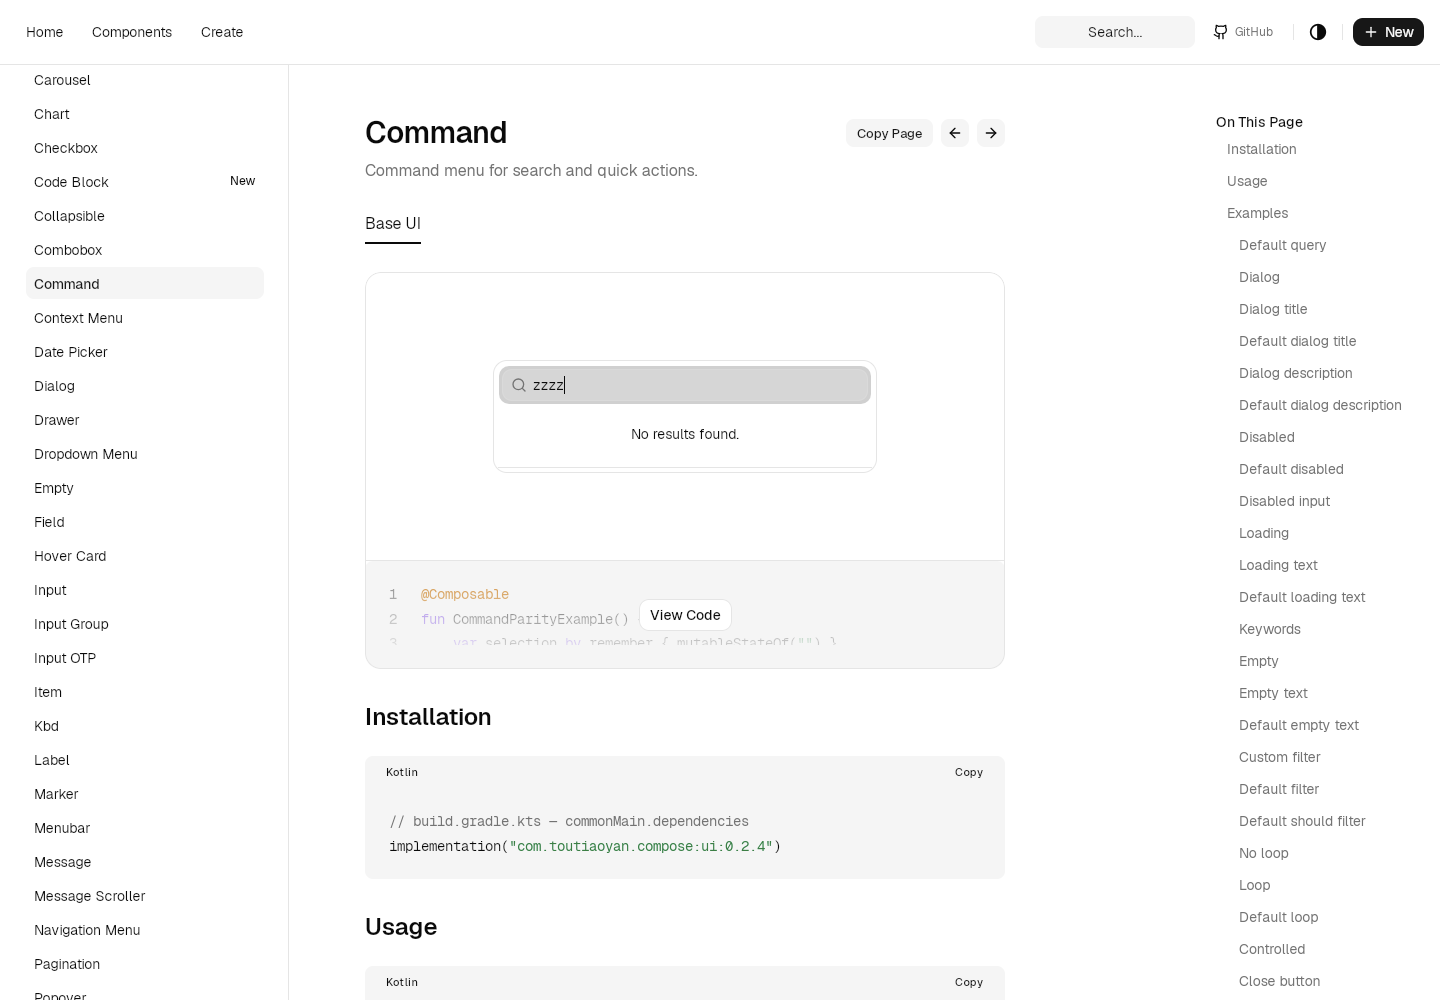 Home
Components
Create
Search...
GitHub
New
Carousel
Chart
Checkbox
Code Block New
Collapsible
Combobox
Command
Context Menu
Date Picker
Dialog
Drawer
Dropdown Menu
Empty
Field
Hover Card
Input
Input Group
Input OTP
Item
Kbd
Label
Marker
Menubar
Message
Message Scroller
Navigation Menu
Pagination
Popover
Command
Copy Page
Command menu for search and quick actions.
Base UI
zzzz
No results found.
1 @Composable
2 fun CommandParityExample()
View Code
3 var selection by remember { mutableStateOf("") }
Installation
Kotlin Copy
// build.gradle.kts — commonMain.dependencies
implementation("com.toutiaoyan.compose:ui:0.2.4")
Usage
Kotlin Copy
On This Page
Installation
Usage
Examples
Default query
Dialog
Dialog title
Default dialog title
Dialog description
Default dialog description
Disabled
Default disabled
Disabled input
Loading
Loading text
Default loading text
Keywords
Empty
Empty text
Default empty text
Custom filter
Default filter
Default should filter
No loop
Loop
Default loop
Controlled
Close button